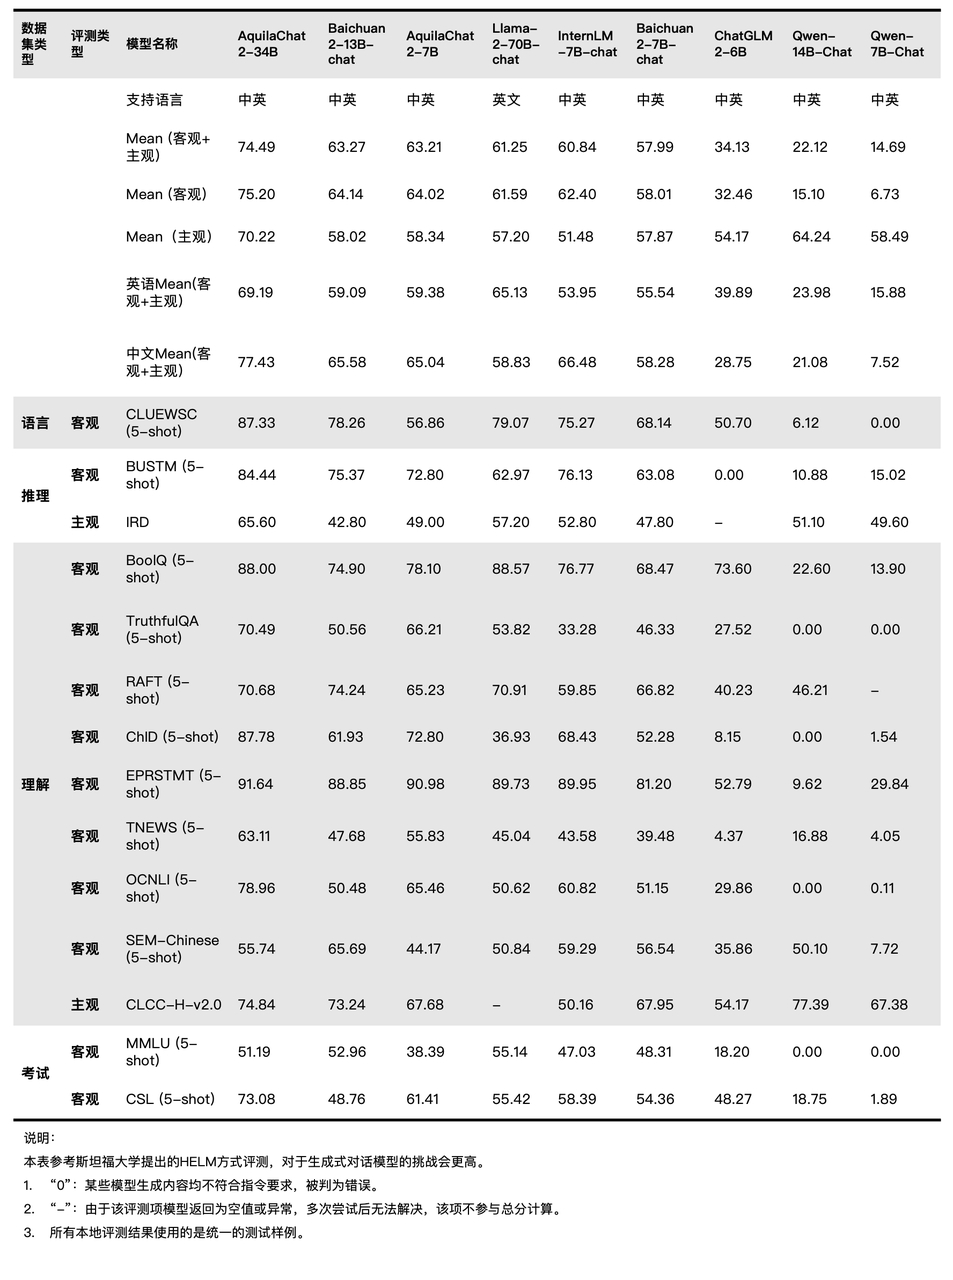 数据集类型 评测类型 模型名称 AquilaChat2-34B Baichuan2-13B-chat AquilaChat2-7B Llama-2-70B-chat InternLM-7B-chat Baichuan2-7B-chat ChatGLM2-6B Qwen-14B-Chat Qwen-7B-Chat
支持语言 中英 中英 中英 英文 中英 中英 中英 中英 中英
Mean (客观+主观) 74.49 63.27 63.21 61.25 60.84 57.99 34.13 22.12 14.69
Mean (客观) 75.20 64.14 64.02 61.59 62.40 58.01 32.46 15.10 6.73
Mean（主观） 70.22 58.02 58.34 57.20 51.48 57.87 54.17 64.24 58.49
英语Mean(客观+主观) 69.19 59.09 59.38 65.13 53.95 55.54 39.89 23.98 15.88
中文Mean(客观+主观) 77.43 65.58 65.04 58.83 66.48 58.28 28.75 21.08 7.52
语言 客观 CLUEWSC (5-shot) 87.33 78.26 56.86 79.07 75.27 68.14 50.70 6.12 0.00
推理 客观 BUSTM (5-shot) 84.44 75.37 72.80 62.97 76.13 63.08 0.00 10.88 15.02
主观 IRD 65.60 42.80 49.00 57.20 52.80 47.80 – 51.10 49.60
理解 客观 BoolQ (5-shot) 88.00 74.90 78.10 88.57 76.77 68.47 73.60 22.60 13.90
客观 TruthfulQA (5-shot) 70.49 50.56 66.21 53.82 33.28 46.33 27.52 0.00 0.00
客观 RAFT (5-shot) 70.68 74.24 65.23 70.91 59.85 66.82 40.23 46.21 –
客观 ChID (5-shot) 87.78 61.93 72.80 36.93 68.43 52.28 8.15 0.00 1.54
客观 EPRSTMT (5-shot) 91.64 88.85 90.98 89.73 89.95 81.20 52.79 9.62 29.84
客观 TNEWS (5-shot) 63.11 47.68 55.83 45.04 43.58 39.48 4.37 16.88 4.05
客观 OCNLI (5-shot) 78.96 50.48 65.46 50.62 60.82 51.15 29.86 0.00 0.11
客观 SEM-Chinese (5-shot) 55.74 65.69 44.17 50.84 59.29 56.54 35.86 50.10 7.72
主观 CLCC-H-v2.0 74.84 73.24 67.68 – 50.16 67.95 54.17 77.39 67.38
考试 客观 MMLU (5-shot) 51.19 52.96 38.39 55.14 47.03 48.31 18.20 0.00 0.00
客观 CSL (5-shot) 73.08 48.76 61.41 55.42 58.39 54.36 48.27 18.75 1.89
说明：
本表参考斯坦福大学提出的HELM方式评测，对于生成式对话模型的挑战会更高。
1. “0”：某些模型生成内容均不符合指令要求，被判为错误。
2. “-”：由于该评测项模型返回为空值或异常，多次尝试后无法解决，该项不参与总分计算。
3. 所有本地评测结果使用的是统一的测试样例。